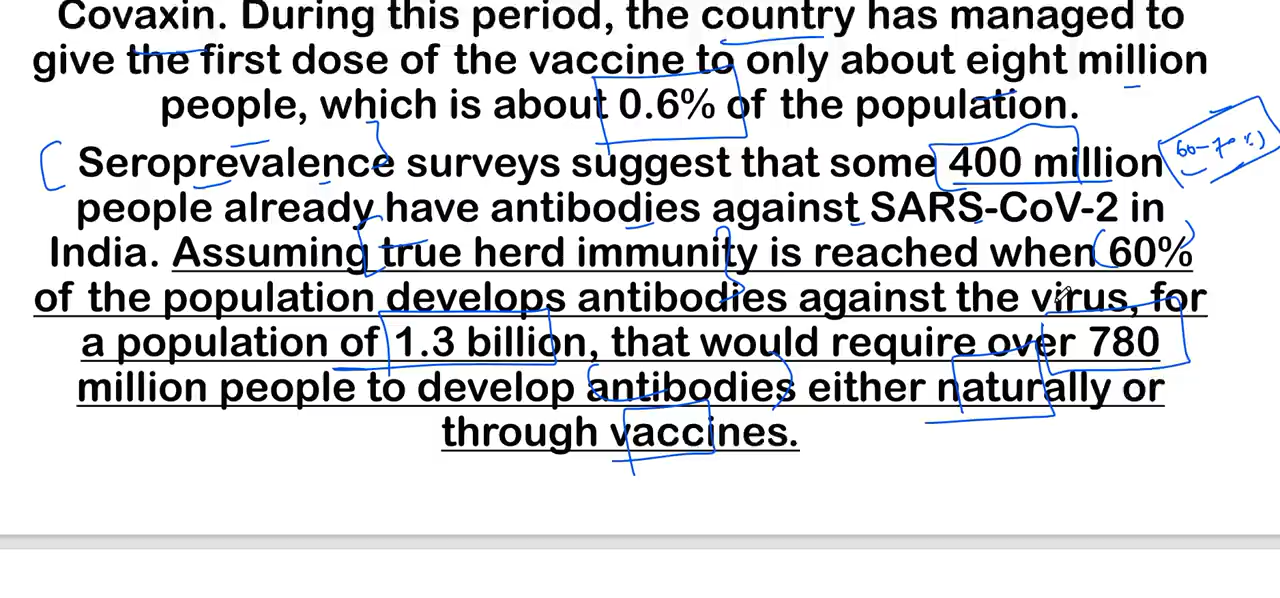 Covaxin. During this period, the country has managed to
give the first dose of the vaccine to only about eight million
people, which is about 0.6% of the population.
Seroprevalence surveys suggest that some 400 million
60-70%
people already have antibodies against SARS-CoV-2 in
India. Assuming true herd immunity is reached when 60%
of the population develops antibodies against the virus, for
a population of 1.3 billion, that would require over 780
million people to develop antibodies either naturally or
through vaccines.